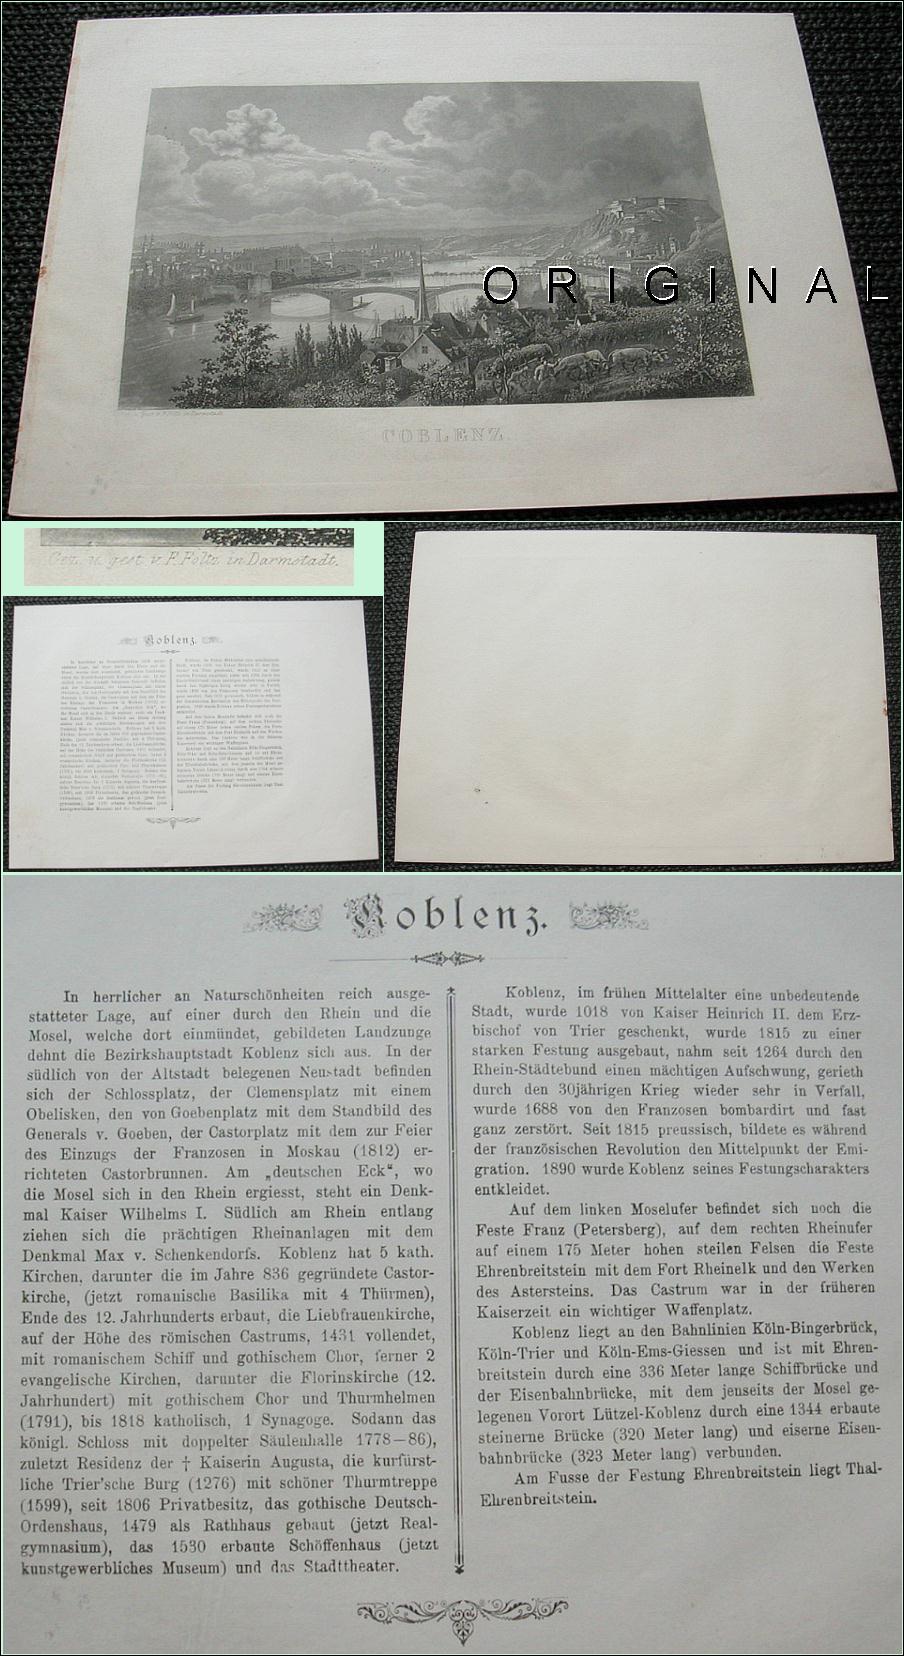 ORIGINAL
COBLENZ
Gez. u. gest v. F. Foltz in Darmstadt.
Koblenz.
Koblenz.
In herrlicher an Naturschönheiten reich ausge-
statteter Lage, auf einer durch den Rhein und die
Mosel, welche dort einmündet, gebildeten Landzunge
dehnt die Bezirkshauptstadt Koblenz sich aus. In der
südlich von der Altstadt belegenen Neustadt befinden
sich der Schlossplatz, der Clemensplatz mit einem
Obelisken, den von Goebenplatz mit dem Standbild des
Generals v. Goeben, der Castorplatz mit dem zur Feier
des Einzugs der Franzosen in Moskau (1812) er-
richteten Castorbrunnen. Am „deutschen Eck“, wo
die Mosel sich in den Rhein ergiesst, steht ein Denk-
mal Kaiser Wilhelms I. Südlich am Rhein entlang
ziehen sich die prächtigen Rheinanlagen mit dem
Denkmal Max v. Schenkendorfs. Koblenz hat 5 kath.
Kirchen, darunter die im Jahre 836 gegründete Castor-
kirche, (jetzt romanische Basilika mit 4 Thürmen),
Ende des 12. Jahrhunderts erbaut, die Liebfrauenkirche,
auf der Höhe des römischen Castrums, 1431 vollendet,
mit romanischem Schiff und gothischem Chor, ferner 2
evangelische Kirchen, darunter die Florinskirche (12.
Jahrhundert) mit gothischem Chor und Thurmhelmen
(1791), bis 1818 katholisch, 1 Synagoge. Sodann das
königl. Schloss mit doppelter Säulenhalle 1778—86),
zuletzt Residenz der † Kaiserin Augusta, die kurfürst-
liche Trier'sche Burg (1276) mit schöner Thurmtreppe
(1599), seit 1806 Privatbesitz, das gothische Deutsch-
Ordenshaus, 1479 als Rathhaus gebaut (jetzt Real-
gymnasium), das 1530 erbaute Schöffenhaus (jetzt
kunstgewerbliches Museum) und das Stadttheater.
Koblenz, im frühen Mittelalter eine unbedeutende
Stadt, wurde 1018 von Kaiser Heinrich II. dem Erz-
bischof von Trier geschenkt, wurde 1815 zu einer
starken Festung ausgebaut, nahm seit 1264 durch den
Rhein-Städtebund einen mächtigen Aufschwung, gerieth
durch den 30jährigen Krieg wieder sehr in Verfall,
wurde 1688 von den Franzosen bombardirt und fast
ganz zerstört. Seit 1815 preussisch, bildete es während
der französischen Revolution den Mittelpunkt der Emi-
gration. 1890 wurde Koblenz seines Festungscharakters
entkleidet.
Auf dem linken Moselufer befindet sich noch die
Feste Franz (Petersberg), auf dem rechten Rheinufer
auf einem 175 Meter hohen steilen Felsen die Feste
Ehrenbreitstein mit dem Fort Rheinelk und den Werken
des Astersteins. Das Castrum war in der früheren
Kaiserzeit ein wichtiger Waffenplatz.
Koblenz liegt an den Bahnlinien Köln-Bingerbrück,
Köln-Trier und Köln-Ems-Giessen und ist mit Ehren-
breitstein durch eine 336 Meter lange Schiffbrücke und
der Eisenbahnbrücke, mit dem jenseits der Mosel ge-
legenen Vorort Lützel-Koblenz durch eine 1344 erbaute
steinerne Brücke (320 Meter lang) und eiserne Eisen-
bahnbrücke (323 Meter lang) verbunden.
Am Fusse der Festung Ehrenbreitstein liegt Thal-
Ehrenbreitstein.